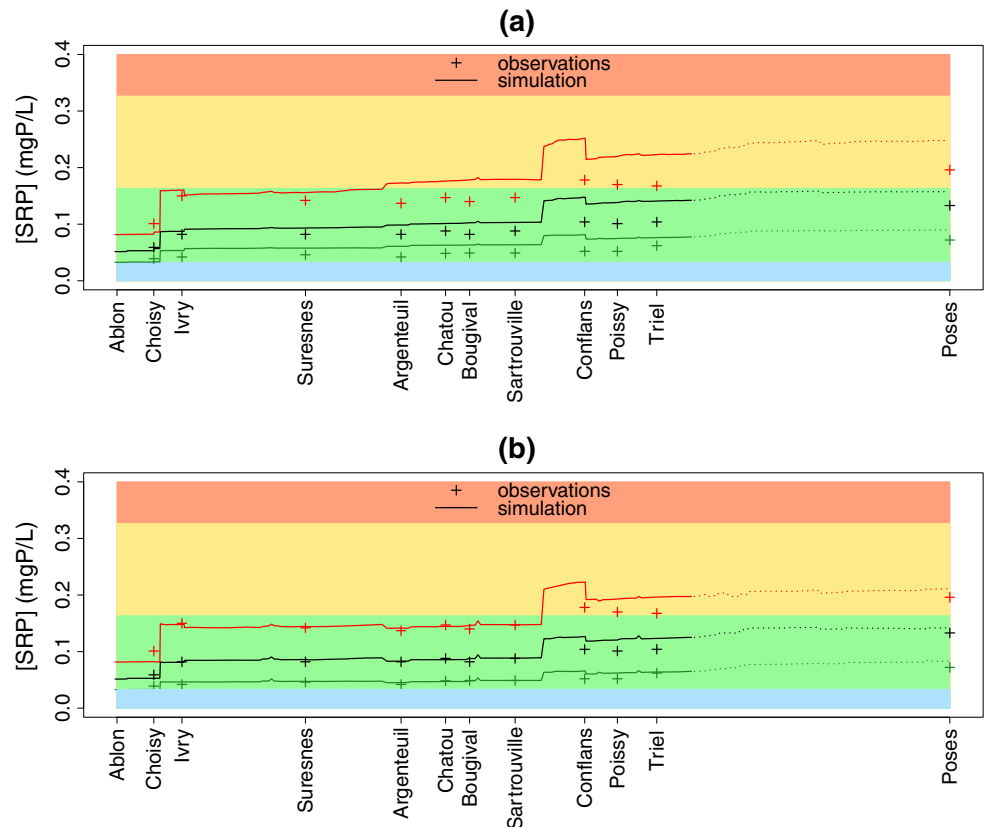 (a)
[SRP] (mgP/L)
0.4
0.3
0.2
0.1
0.0
observations
simulation
Ablon
Choisy
Ivry
Suresnes
Argenteuil
Chatou
Bougival
Sartrouville
Conflans
Poissy
Triel
Poses
(b)
[SRP] (mgP/L)
0.4
0.3
0.2
0.1
0.0
observations
simulation
Ablon
Choisy
Ivry
Suresnes
Argenteuil
Chatou
Bougival
Sartrouville
Conflans
Poissy
Triel
Poses